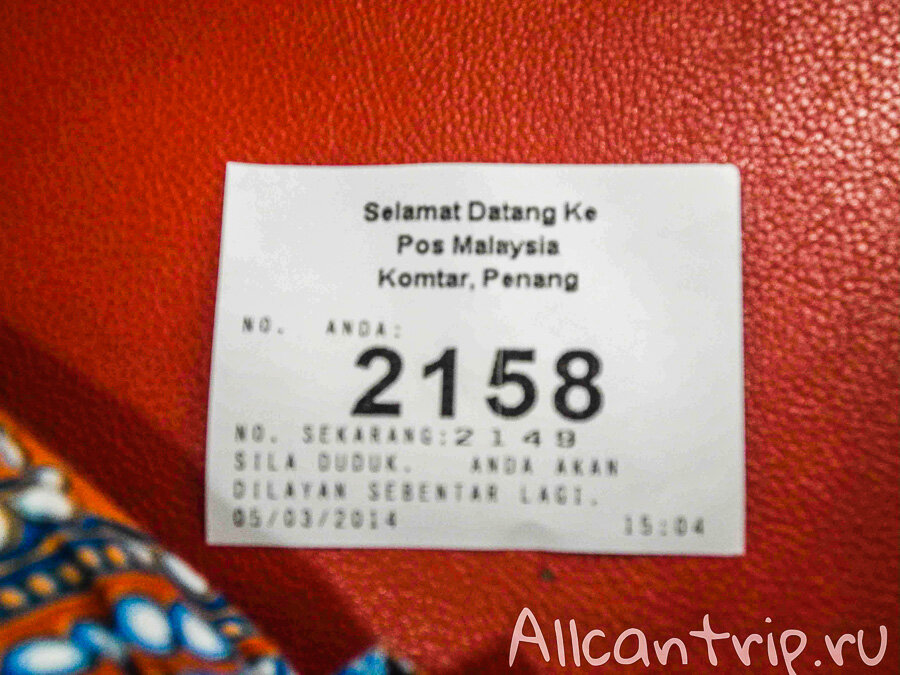 Selamat Datang Ke
Pos Malaysia
Komtar, Penang
NO. ANDA:
2158
NO. SEKARANG:2149
SILA DUDUK. ANDA AKAN
DILAYAN SEBENTAR LAGI.
05/03/2014 15:04
Allcantrip.ru